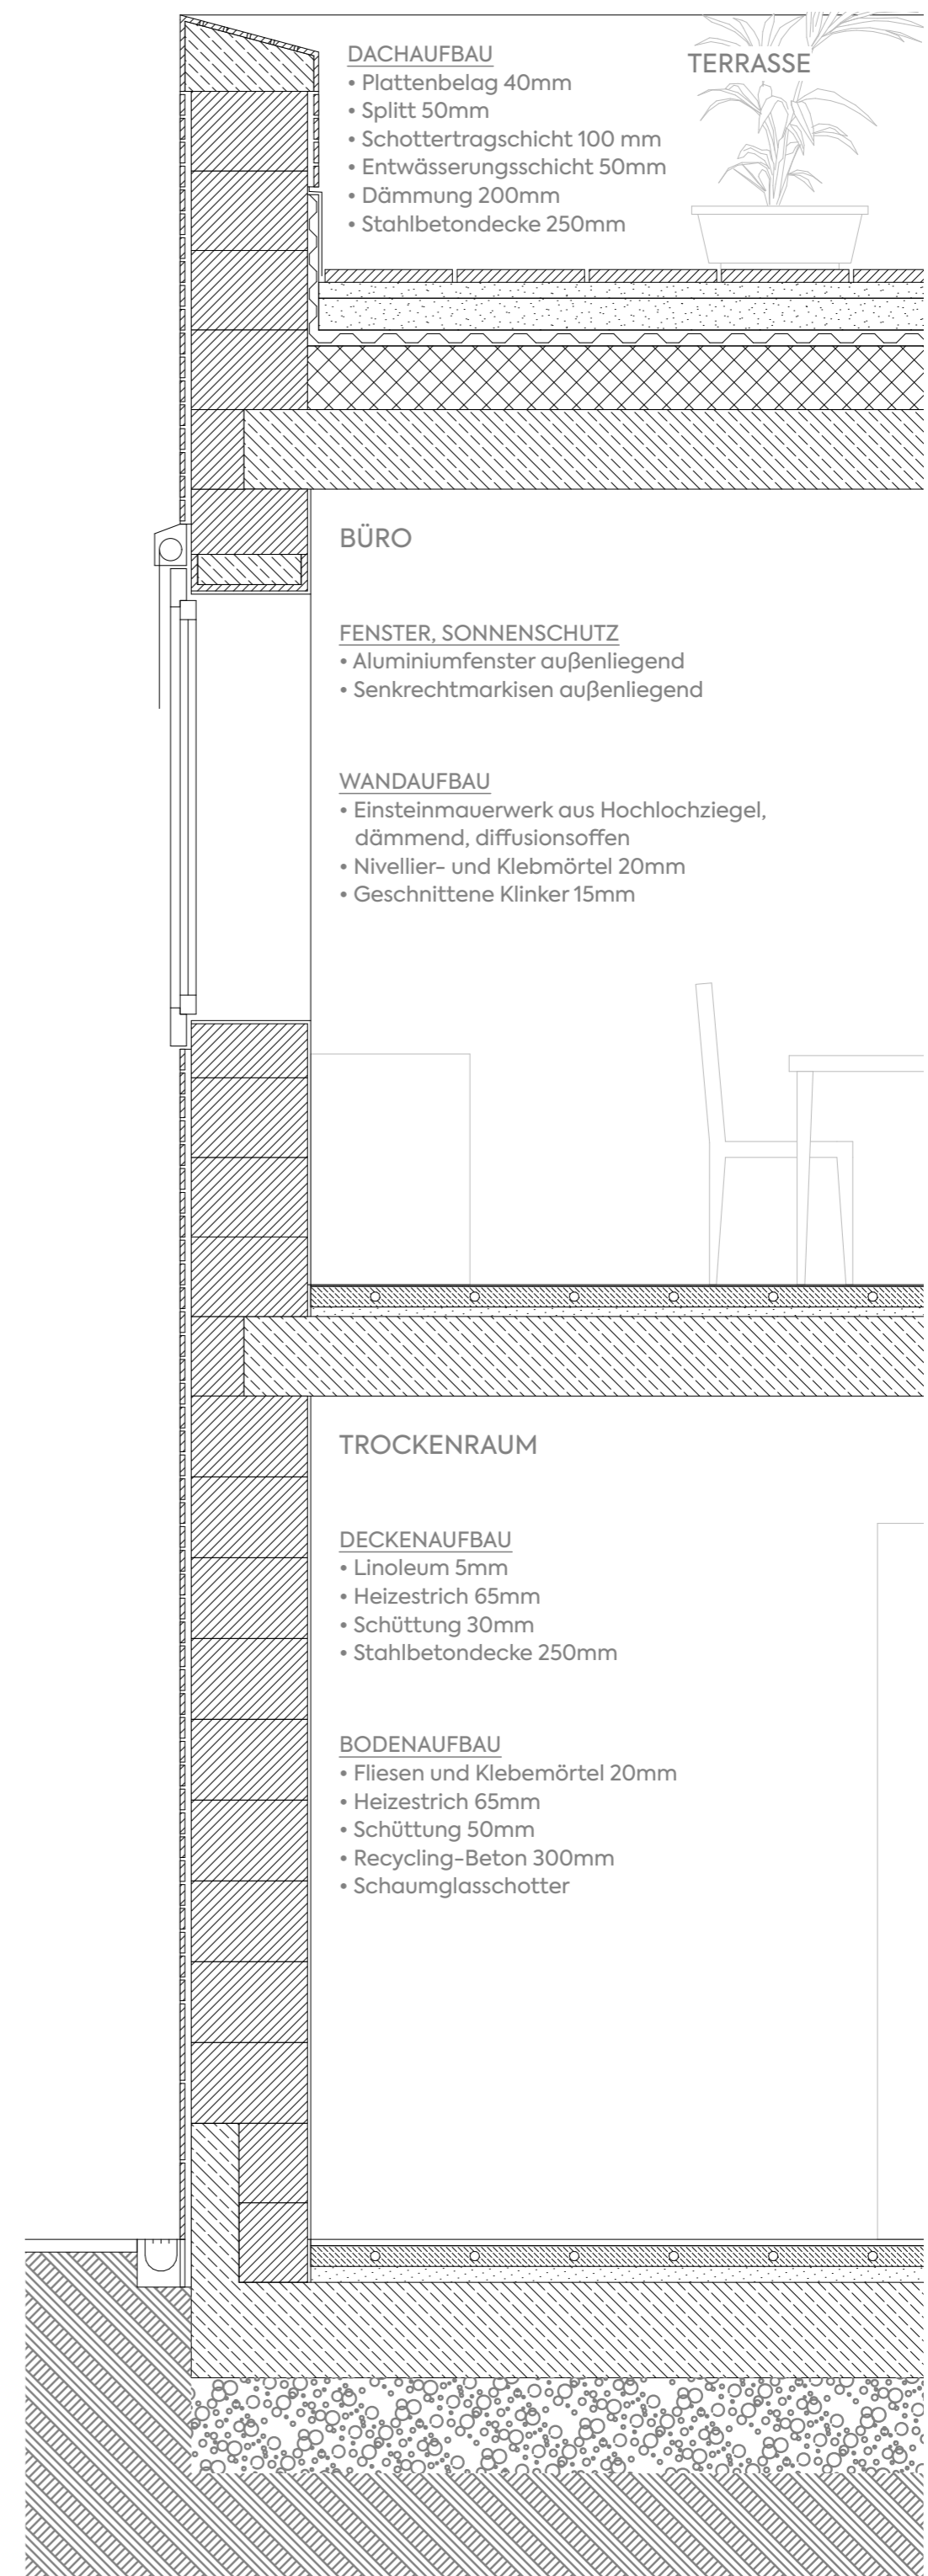 DACHAUFBAU
• Plattenbelag 40mm
• Splitt 50mm
• Schottertragschicht 100 mm
• Entwässerungsschicht 50mm
• Dämmung 200mm
• Stahlbetondecke 250mm
TERRASSE
BÜRO
FENSTER, SONNENSCHUTZ
• Aluminiumfenster außenliegend
• Senkrechtmarkisen außenliegend
WANDAUFBAU
• Einsteinmauerwerk aus Hochlochziegel,
dämmend, diffusionsoffen
• Nivellier- und Klebmörtel 20mm
• Geschnittene Klinker 15mm
TROCKENRAUM
DECKENAUFBAU
• Linoleum 5mm
• Heizestrich 65mm
• Schüttung 30mm
• Stahlbetondecke 250mm
BODENAUFBAU
• Fliesen und Klebemörtel 20mm
• Heizestrich 65mm
• Schüttung 50mm
• Recycling-Beton 300mm
• Schaumglasschotter